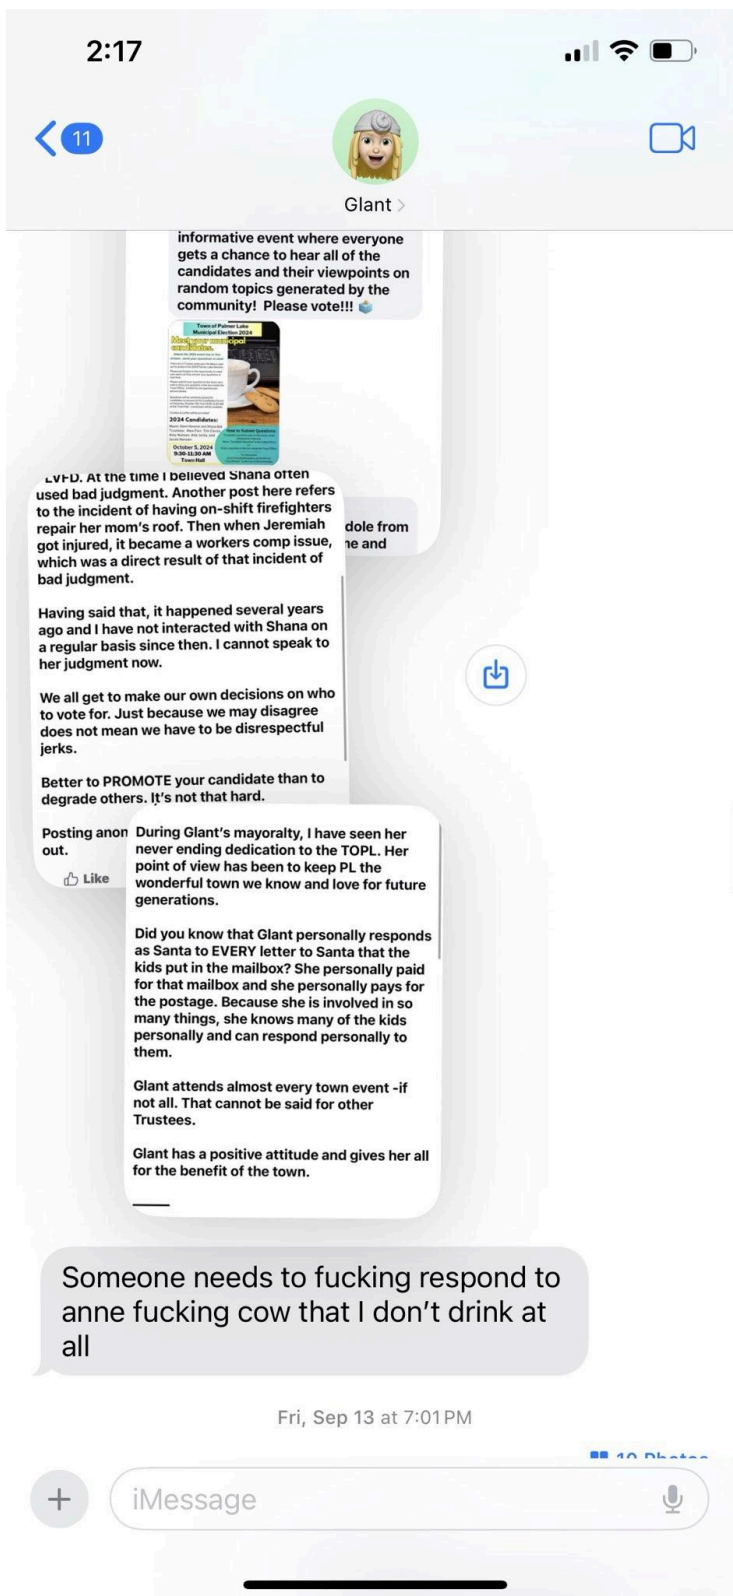 2:17
11
Glant
informative event where everyone
gets a chance to hear all of the
candidates and their viewpoints on
random topics generated by the
community! Please vote!!!
Town of Palmer Lake
Municipal Election 2024
Meet your municipal
candidates.
2024 Candidates:
October 5, 2024
9:30-11:30 AM
Town Hall
dole from
ne and
LVFD. At the time I believed Shana often
used bad judgment. Another post here refers
to the incident of having on-shift firefighters
repair her mom's roof. Then when Jeremiah
got injured, it became a workers comp issue,
which was a direct result of that incident of
bad judgment.
Having said that, it happened several years
ago and I have not interacted with Shana on
a regular basis since then. I cannot speak to
her judgment now.
We all get to make our own decisions on who
to vote for. Just because we may disagree
does not mean we have to be disrespectful
jerks.
Better to PROMOTE your candidate than to
degrade others. It's not that hard.
Posting anon
out.
Like
During Glant's mayoralty, I have seen her
never ending dedication to the TOPL. Her
point of view has been to keep PL the
wonderful town we know and love for future
generations.
Did you know that Glant personally responds
as Santa to EVERY letter to Santa that the
kids put in the mailbox? She personally paid
for that mailbox and she personally pays for
the postage. Because she is involved in so
many things, she knows many of the kids
personally and can respond personally to
them.
Glant attends almost every town event -if
not all. That cannot be said for other
Trustees.
Glant has a positive attitude and gives her all
for the benefit of the town.
Someone needs to fucking respond to
anne fucking cow that I don't drink at
all
Fri, Sep 13 at 7:01 PM
10 Photos
iMessage